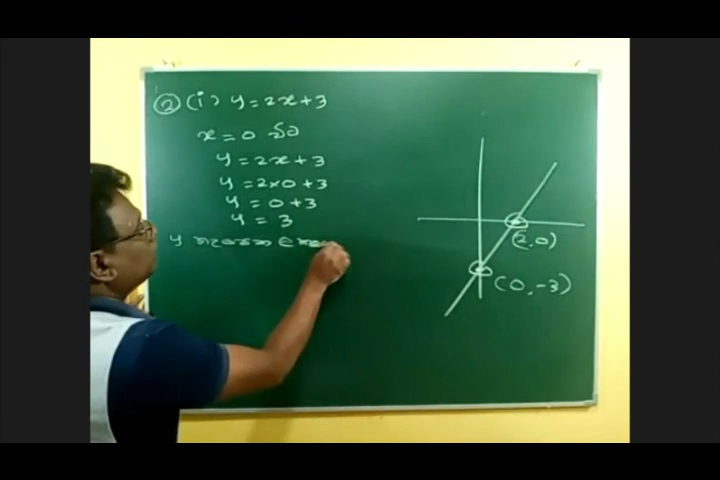 ② (i) y = 2x + 3
x = 0 විට
y = 2x + 3
y = 2×0 + 3
y = 0 + 3
y = 3
y
(2, 0)
(0, -3)